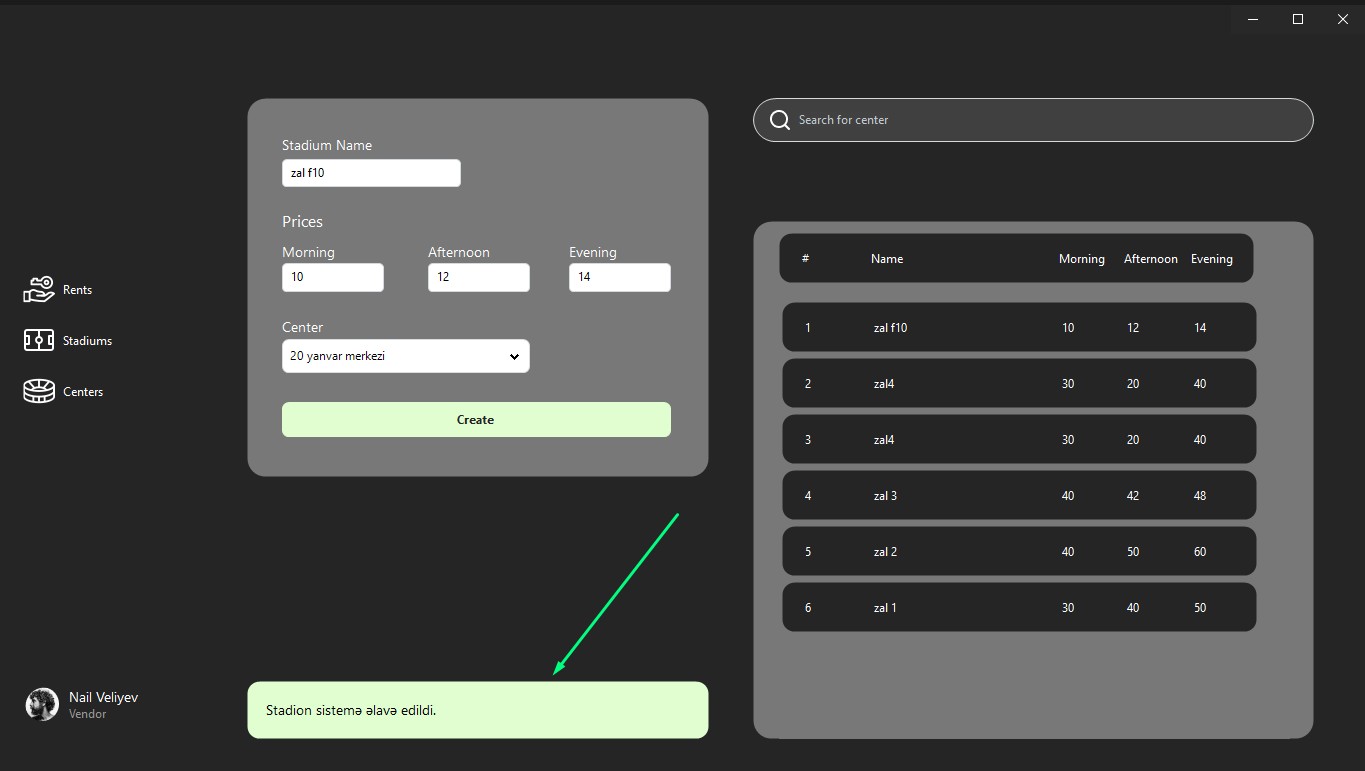 Rents
Stadiums
Centers
Nail Veliyev
Vendor
Stadium Name
zal f10
Prices
Morning Afternoon Evening
10 12 14
Center
20 yanvar merkezi
Create
Stadion sistemə əlavə edildi.
Search for center
# Name Morning Afternoon Evening
1 zal f10 10 12 14
2 zal4 30 20 40
3 zal4 30 20 40
4 zal 3 40 42 48
5 zal 2 40 50 60
6 zal 1 30 40 50